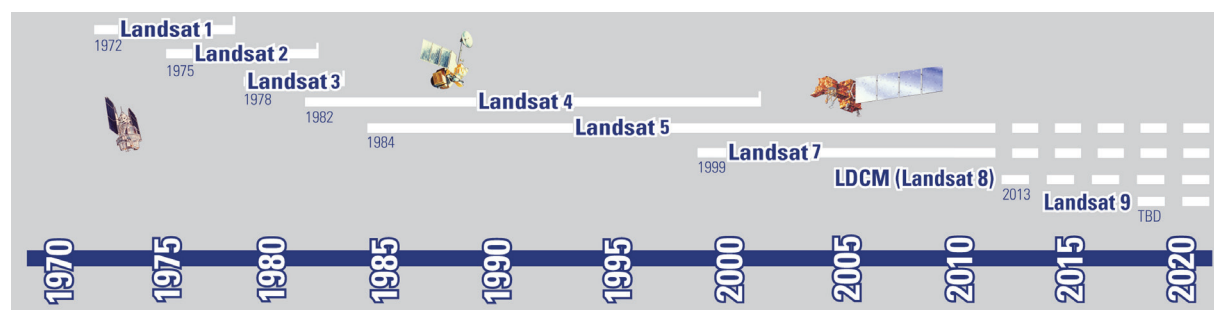 Landsat 1
1972
Landsat 2
1975
Landsat 3
1978
Landsat 4
1982
Landsat 5
1984
Landsat 7
1999
LDCM (Landsat 8)
2013
Landsat 9
TBD
1970
1975
1980
1985
1990
1995
2000
2005
2010
2015
2020